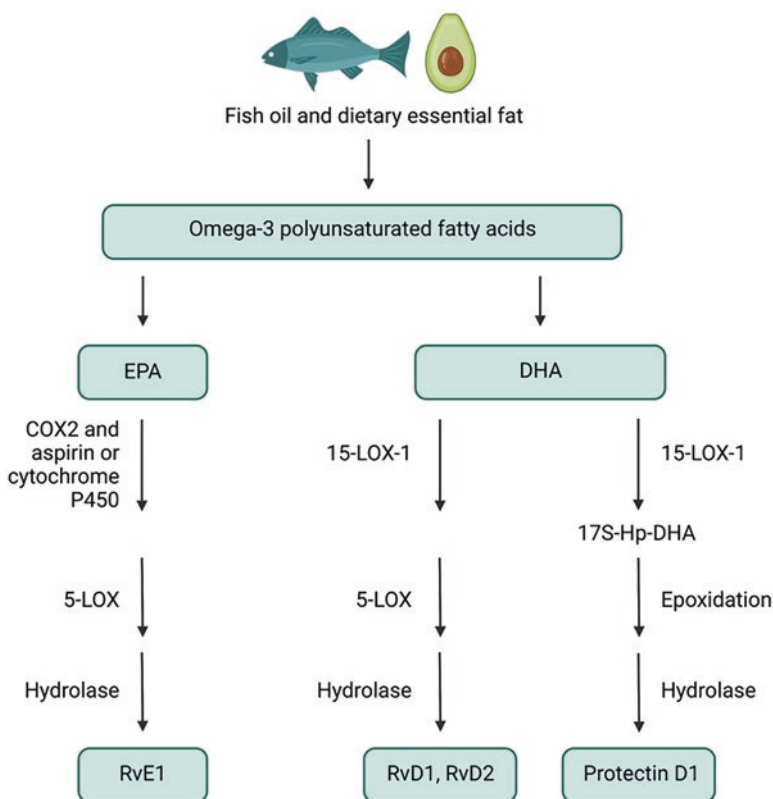 Fish oil and dietary essential fat
Omega-3 polyunsaturated fatty acids
EPA
DHA
COX2 and
aspirin or
cytochrome
P450
15-LOX-1
15-LOX-1
17S-Hp-DHA
5-LOX
5-LOX
Epoxidation
Hydrolase
Hydrolase
Hydrolase
RvE1
RvD1, RvD2
Protectin D1